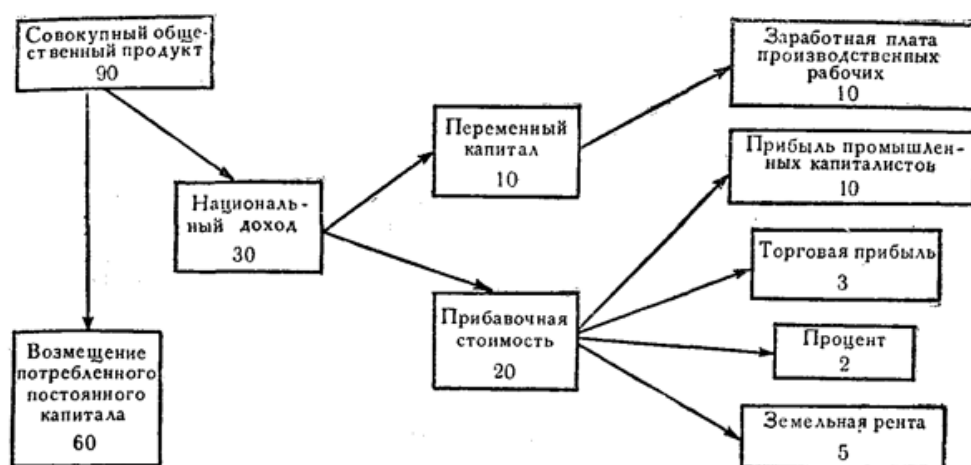 Совокупный обще-
ственный продукт
90
Национальный
ный доход
30
Возмещение
потребленного
постоянного
капитала
60
Переменный
капитал
10
Прибавочная
стоимость
20
Заработная плата
производственных
рабочих
10
Прибыль промышлен-
ных капиталистов
10
Торговая прибыль
3
Процент
2
Земельная рента
5